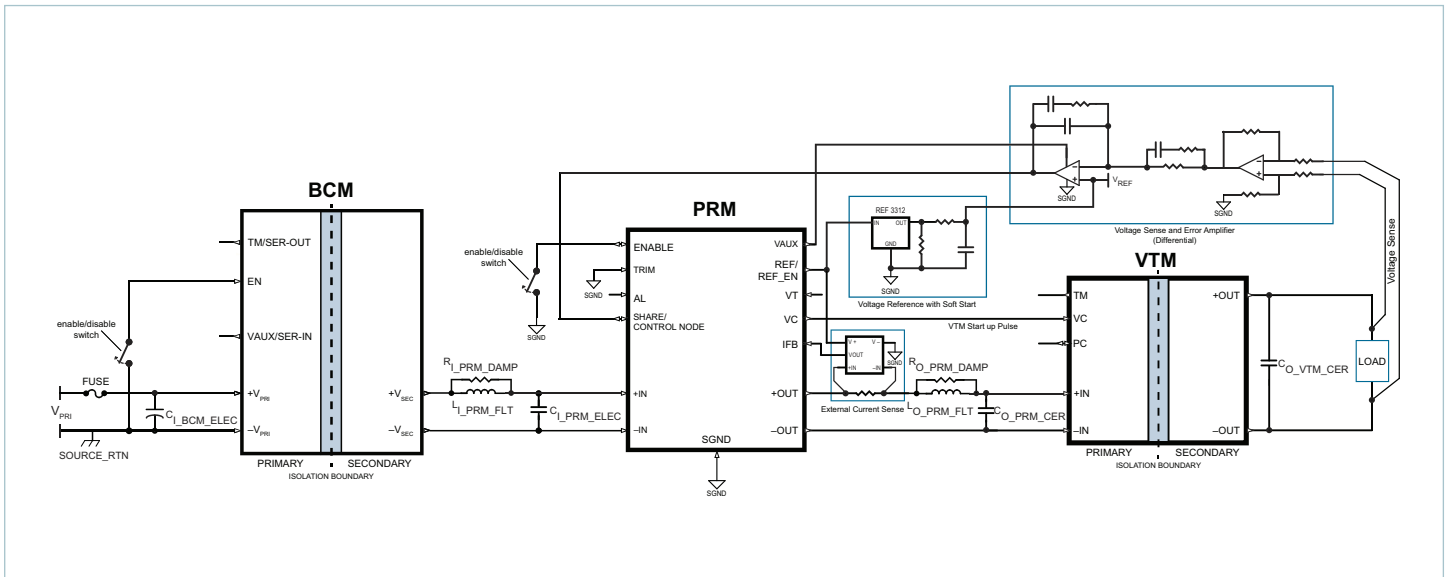 BCM
TM/SER-OUT
EN
VAUX/SER-IN
+V_PRI
–V_PRI
+V_SEC
–V_SEC
PRIMARY
SECONDARY
ISOLATION BOUNDARY
enable/disable
switch
FUSE
V_PRI
C_I_BCM_ELEC
SOURCE_RTN
R_I_PRM_DAMP
L_I_PRM_FLT
C_I_PRM_ELEC
enable/disable
switch
SGND
SGND
PRM
ENABLE
TRIM
AL
SHARE/
CONTROL NODE
+IN
–IN
VAUX
REF/
REF_EN
VT
VC
IFB
+OUT
–OUT
SGND
SGND
REF 3312
IN
OUT
GND
SGND
Voltage Reference with Soft Start
V +
V –
VOUT
+IN
–IN
SGND
External Current Sense
VTM Start up Pulse
R_O_PRM_DAMP
L_O_PRM_FLT
C_O_PRM_CER
–
+
SGND
V_REF
–
+
SGND
Voltage Sense and Error Amplifier
(Differential)
Voltage Sense
VTM
TM
VC
PC
+IN
–IN
+OUT
–OUT
PRIMARY
SECONDARY
ISOLATION BOUNDARY
C_O_VTM_CER
LOAD